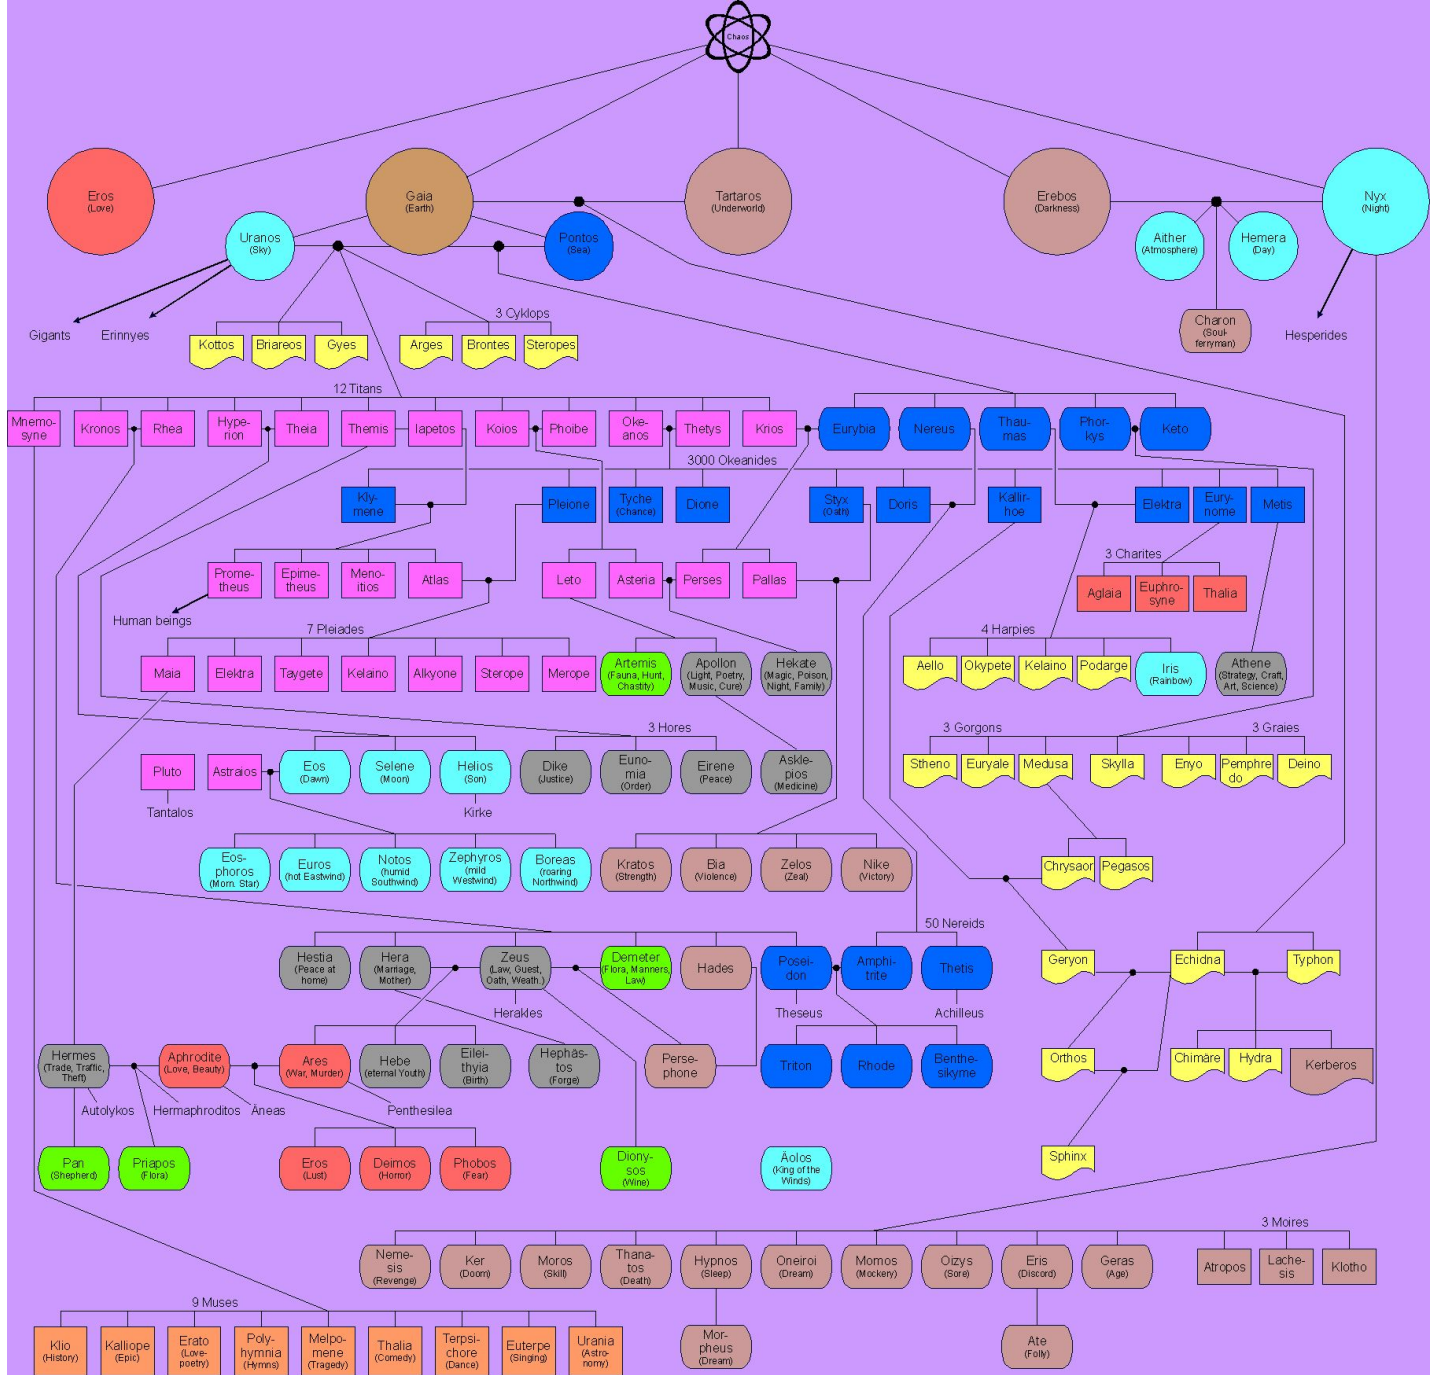 Chaos
Eros
(Love)
Gaia
(Earth)
Tartaros
(Underworld)
Erebos
(Darkness)
Nyx
(Night)
Uranos
(Sky)
Pontos
(Sea)
Aither
(Atmosphere)
Hemera
(Day)
Gigants
Erinnyes
3 Cyklops
Charon
(Soul-
ferryman)
Hesperides
Kottos
Briareos
Gyes
Arges
Brontes
Steropes
12 Titans
Mnemo-
syne
Kronos
Rhea
Hype-
rion
Theia
Themis
Iapetos
Koios
Phoibe
Oke-
anos
Thetys
Krios
Eurybia
Nereus
Thau-
mas
Phor-
kys
Keto
3000 Okeanides
Kly-
mene
Pleione
Tyche
(Chance)
Dione
Styx
(Oath)
Doris
Kallir-
hoe
Elektra
Eury-
nome
Metis
3 Charites
Prome-
theus
Epime-
theus
Meno-
itios
Atlas
Leto
Asteria
Perses
Pallas
Aglaia
Euphro-
syne
Thalia
Human beings
7 Pleiades
4 Harpies
Maia
Elektra
Taygete
Kelaino
Alkyone
Sterope
Merope
Artemis
(Fauna, Hunt,
Chastity)
Apollon
(Light, Poetry,
Music, Cure)
Hekate
(Magic, Poison,
Night, Family)
Aello
Okypete
Kelaino
Podarge
Iris
(Rainbow)
Athene
(Strategy, Craft,
Art, Science)
3 Hores
3 Gorgons
3 Graies
Pluto
Astraios
Eos
(Dawn)
Selene
(Moon)
Helios
(Son)
Dike
(Justice)
Euno-
mia
(Order)
Eirene
(Peace)
Askle-
pios
(Medicine)
Stheno
Euryale
Medusa
Skylla
Enyo
Pemphre
do
Deino
Tantalos
Kirke
Eos-
phoros
(Morn. Star)
Euros
(hot Eastwind)
Notos
(humid
Southwind)
Zephyros
(mild
Westwind)
Boreas
(roaring
Northwind)
Kratos
(Strength)
Bia
(Violence)
Zelos
(Zeal)
Nike
(Victory)
Chrysaor
Pegasos
50 Nereids
Hestia
(Peace at
home)
Hera
(Marriage,
Mother)
Zeus
(Law, Guest,
Oath, Weath.)
Demeter
(Flora, Manners,
Law)
Hades
Posei-
don
Amphi-
trite
Thetis
Geryon
Echidna
Typhon
Herakles
Theseus
Achilleus
Hermes
(Trade, Traffic,
Theft)
Aphrodite
(Love, Beauty)
Ares
(War, Murder)
Hebe
(eternal Youth)
Eilei-
thyia
(Birth)
Hephäs-
tos
(Forge)
Perse-
phone
Triton
Rhode
Benthe-
sikyme
Orthos
Chimäre
Hydra
Kerberos
Autolykos
Hermaphroditos
Äneas
Penthesilea
Pan
(Shepherd)
Priapos
(Flora)
Eros
(Lust)
Deimos
(Horror)
Phobos
(Fear)
Diony-
sos
(Wine)
Äolos
(King of the
Winds)
Sphinx
3 Moires
Neme-
sis
(Revenge)
Ker
(Doom)
Moros
(Skill)
Thana-
tos
(Death)
Hypnos
(Sleep)
Oneiroi
(Dream)
Momos
(Mockery)
Oizys
(Sore)
Eris
(Discord)
Geras
(Age)
Atropos
Lache-
sis
Klotho
9 Muses
Klio
(History)
Kalliope
(Epic)
Erato
(Love-
poetry)
Poly-
hymnia
(Hymns)
Melpo-
mene
(Tragedy)
Thalia
(Comedy)
Terpsi-
chore
(Dance)
Euterpe
(Singing)
Urania
(Astro-
nomy)
Mor-
pheus
(Dream)
Ate
(Folly)